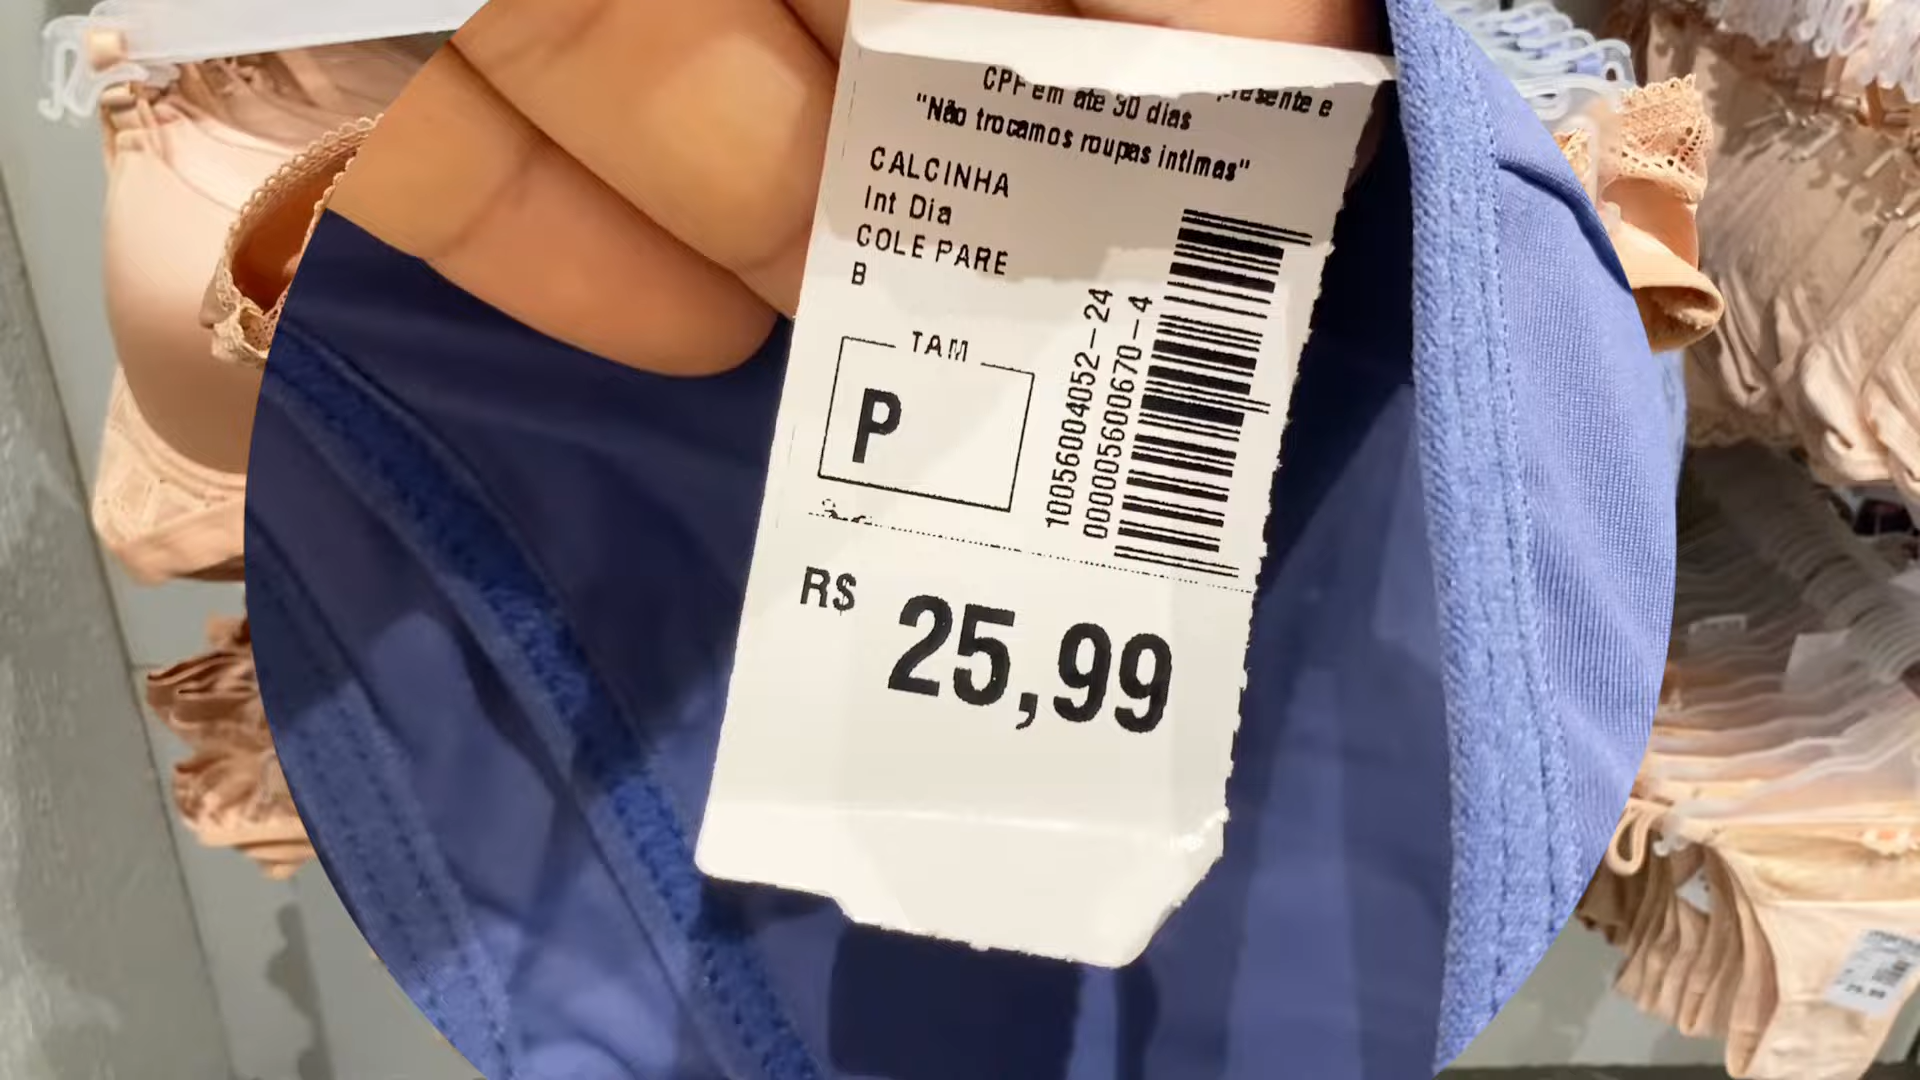 CPF em até 30 dias presente e
"Não trocamos roupas intimas"
CALCINHA
Int Dia
COLE PARE
B
TAM
P
10056004052-24
000005600670-4
R$ 25,99